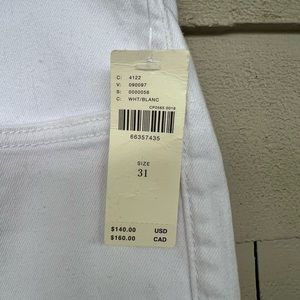 C: 4122
V: 090097
S: 0000058
C: WHT/BLANC
66357435
SIZE
31
$140.00 USD
$160.00 CAD